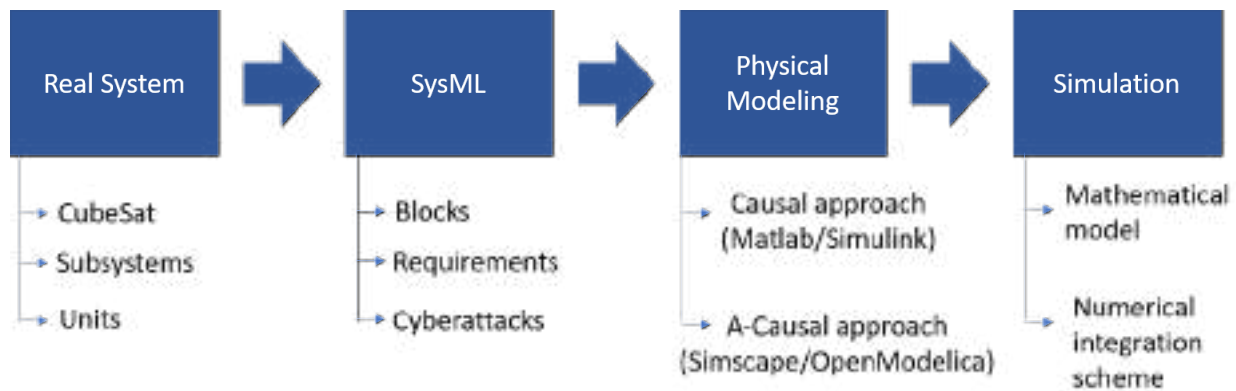 Real System
SysML
Physical
Modeling
Simulation
CubeSat
Subsystems
Units
Blocks
Requirements
Cyberattacks
Causal approach
(Matlab/Simulink)
A-Causal approach
(Simscape/OpenModelica)
Mathematical
model
Numerical
integration
scheme